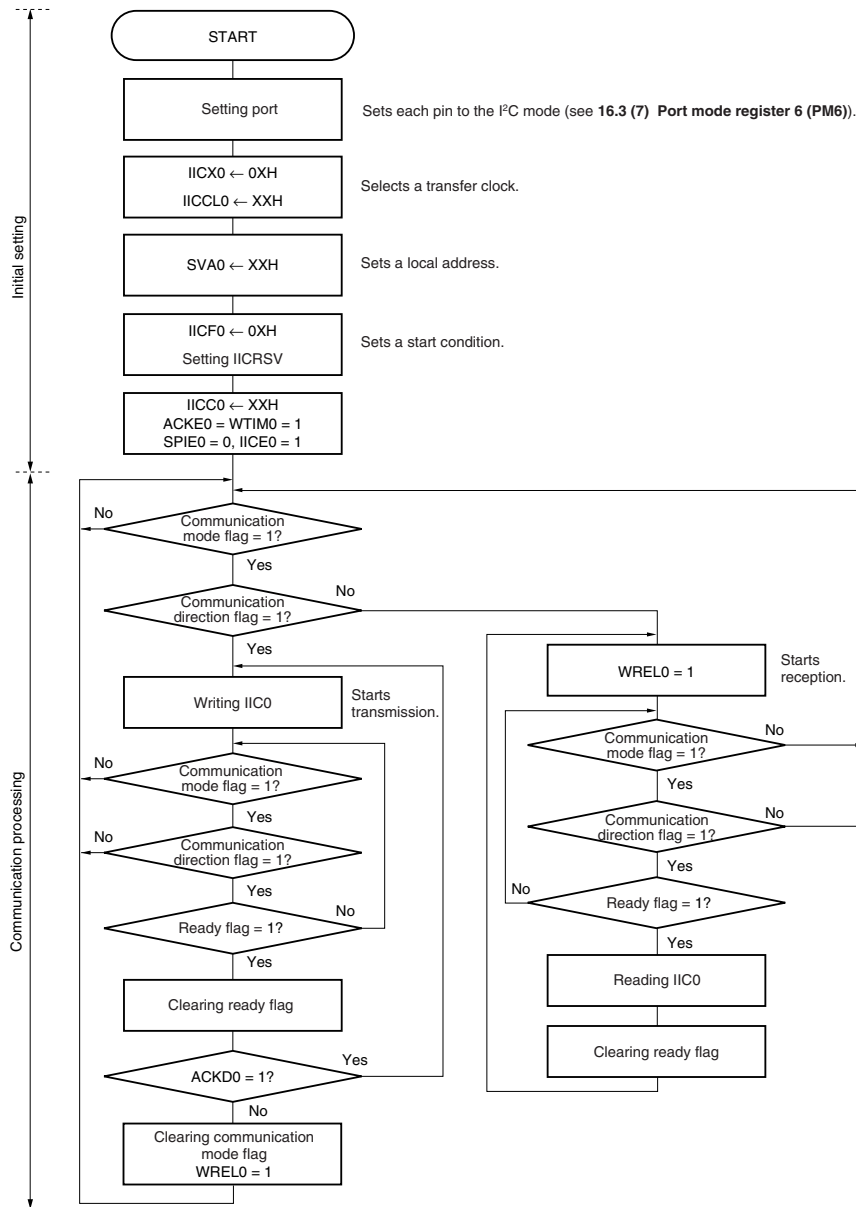 START
Setting port
Sets each pin to the I²C mode (see 16.3 (7) Port mode register 6 (PM6)).
IICX0 ← 0XH
IICCL0 ← XXH
Selects a transfer clock.
SVA0 ← XXH
Sets a local address.
IICF0 ← 0XH
Setting IICRSV
Sets a start condition.
IICC0 ← XXH
ACKE0 = WTIM0 = 1
SPIE0 = 0, IICE0 = 1
Initial setting
No
Communication
mode flag = 1?
Yes
Communication
direction flag = 1?
No
Yes
Writing IIC0
Starts
transmission.
No
Communication
mode flag = 1?
Yes
No
Communication
direction flag = 1?
Yes
Ready flag = 1?
No
Yes
Clearing ready flag
ACKD0 = 1?
Yes
No
Clearing communication
mode flag
WREL0 = 1
WREL0 = 1
Starts
reception.
Communication
mode flag = 1?
No
Yes
Communication
direction flag = 1?
No
Yes
No
Ready flag = 1?
Yes
Reading IIC0
Clearing ready flag
Communication processing